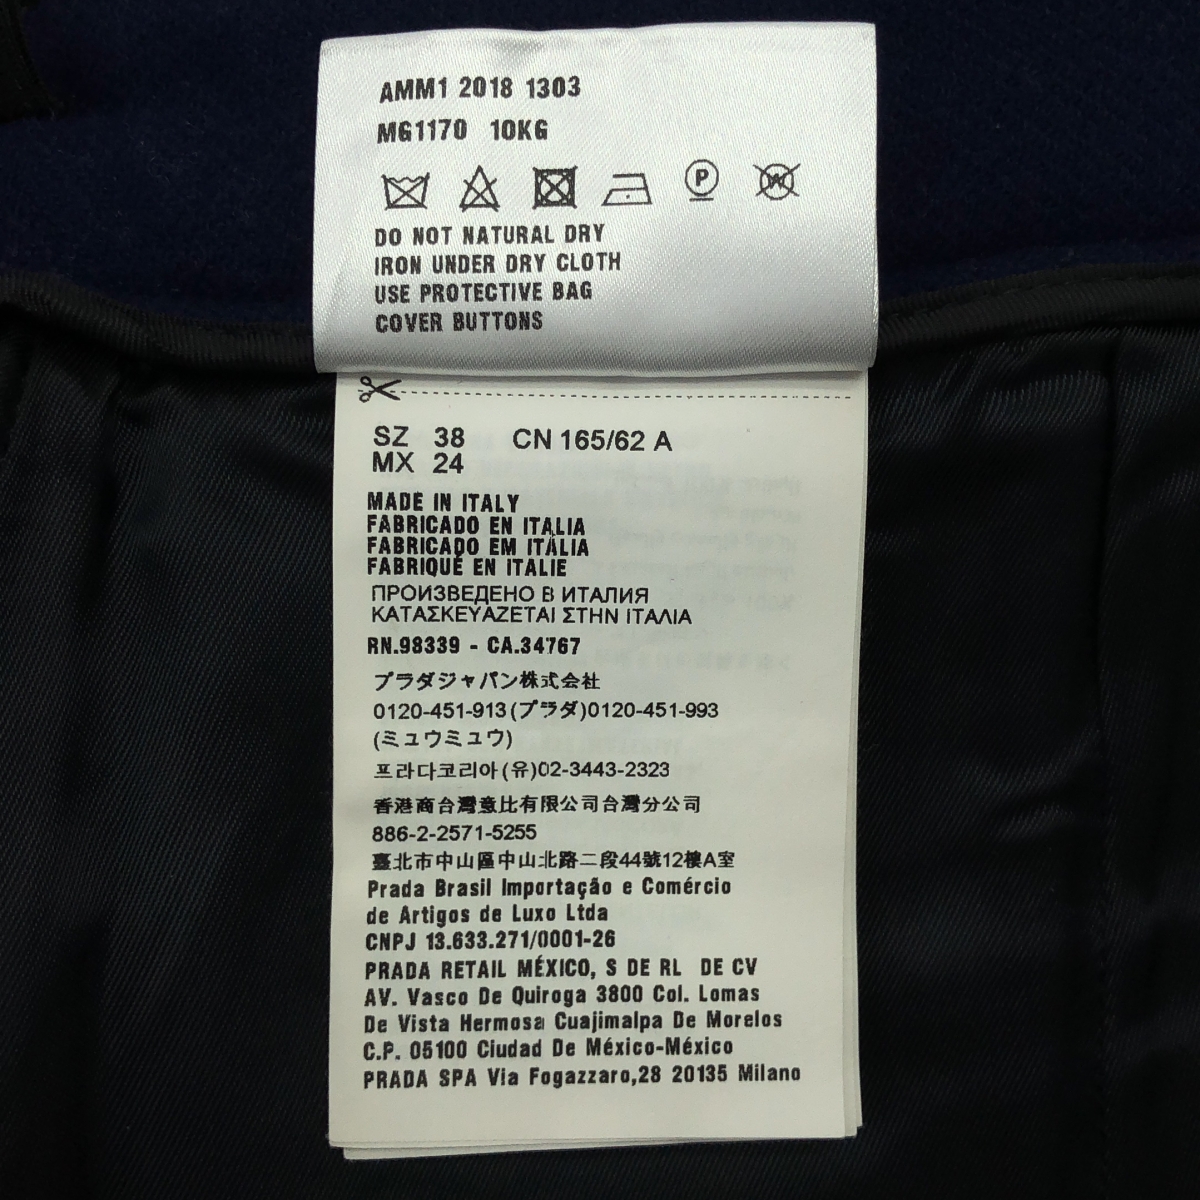 AMM1 2018 1303
MG1170 10KG
P
W
DO NOT NATURAL DRY
IRON UNDER DRY CLOTH
USE PROTECTIVE BAG
COVER BUTTONS
SZ 38 CN 165/62 A
MX 24
MADE IN ITALY
FABRICADO EN ITALIA
FABRICADO EM ITÁLIA
FABRIQUÉ EN ITALIE
ПРОИЗВЕДЕНО В ИТАЛИЯ
ΚΑΤΑΣΚΕΥΑΖΕΤΑΙ ΣΤΗΝ ΙΤΑΛΙΑ
RN.98339 - CA.34767
プラダジャパン株式会社
0120-451-913(プラダ)0120-451-993
(ミュウミュウ)
프라다코리아(유)02-3443-2323
香港商台灣意比有限公司台灣分公司
886-2-2571-5255
臺北市中山區中山北路二段44號12樓A室
Prada Brasil Importação e Comércio
de Artigos de Luxo Ltda
CNPJ 13.633.271/0001-26
PRADA RETAIL MÉXICO, S DE RL DE CV
AV. Vasco De Quiroga 3800 Col. Lomas
De Vista Hermosa Cuajimalpa De Morelos
C.P. 05100 Ciudad De México-México
PRADA SPA Via Fogazzaro,28 20135 Milano